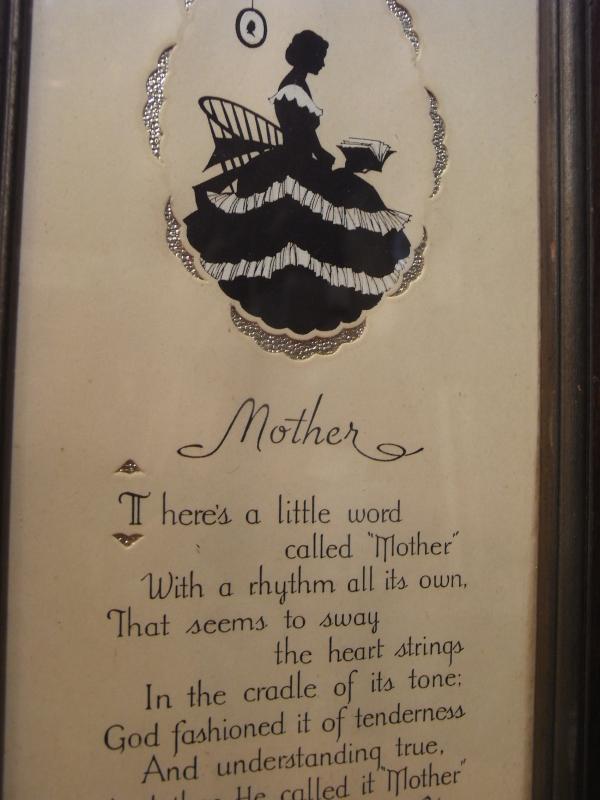 Mother
There's a little word
called "Mother"
With a rhythm all its own,
That seems to sway
the heart strings
In the cradle of its tone;
God fashioned it of tenderness
And understanding true,
He called it "Mother"